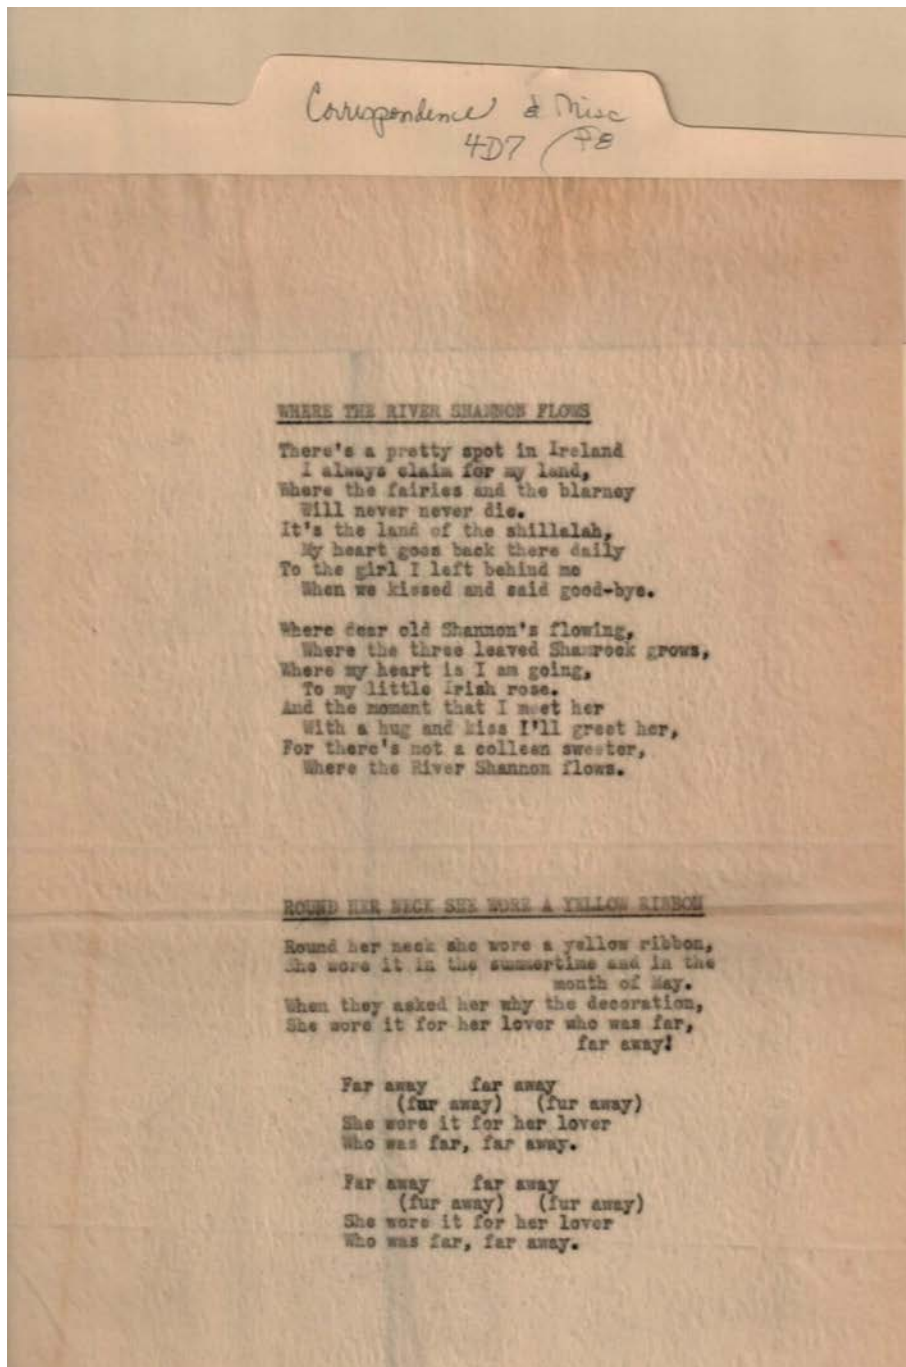 Correspondence & Misc
4D7
WHERE THE RIVER SHANNON FLOWS
There's a pretty spot in Ireland
I always claim for my land,
Where the fairies and the blarney
Will never never die.
It's the land of the shillalah,
My heart goes back there daily
To the girl I left behind me
When we kissed and said good-bye.
Where dear old Shannon's flowing,
Where the three leaved Shamrock grows,
Where my heart is I am going,
To my little Irish rose.
And the moment that I meet her
With a hug and kiss I'll greet her,
For there's not a colleen sweeter,
Where the River Shannon flows.
ROUND HER NECK SHE WORE A YELLOW RIBBON
Round her neck she wore a yellow ribbon,
She wore it in the summertime and in the
month of May.
When they asked her why the decoration,
She wore it for her lover who was far,
far away!
Far away far away
(fur away) (fur away)
She wore it for her lover
Who was far, far away.
Far away far away
(fur away) (fur away)
She wore it for her lover
Who was far, far away.